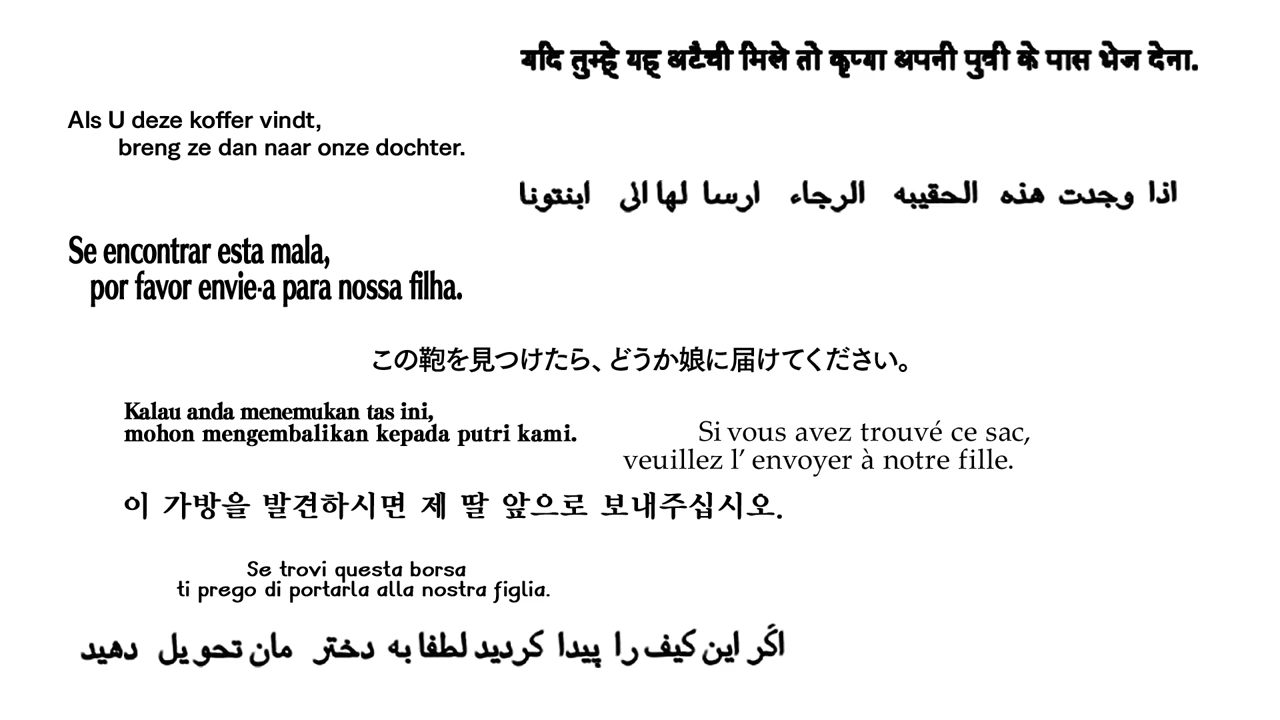 यदि तुम्हे यह अटैची मिले तो कृप्या अपनी पुत्री के पास भेज देना.
Als U deze koffer vindt,
breng ze dan naar onze dochter.
اذا وجدت هذه الحقيبه الرجاء ارسا لها الى ابنتونا
Se encontrar esta mala,
por favor envie-a para nossa filha.
この鞄を見つけたら、どうか娘に届けてください。
Kalau anda menemukan tas ini,
mohon mengembalikan kepada putri kami.
Si vous avez trouvé ce sac,
veuillez l' envoyer à notre fille.
이 가방을 발견하시면 제 딸 앞으로 보내주십시오.
Se trovi questa borsa
ti prego di portarla alla nostra figlia.
اگر این کیف را پیدا کردید لطفا به دختر مان تحویل دهید